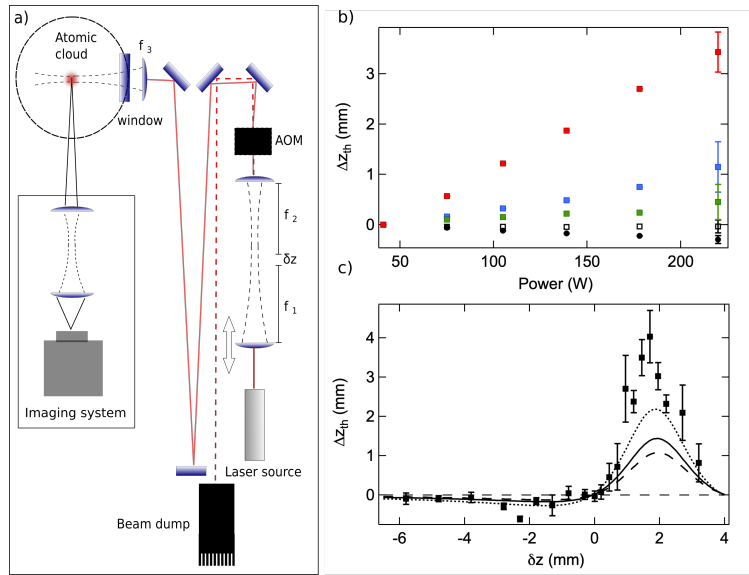 a)
Atomic
cloud
f 3
window
AOM
f 2
δz
f 1
Imaging system
Laser source
Beam dump
b)
Δz th (mm)
3
2
1
0
50 100 150 200
Power (W)
c)
Δz th (mm)
4
3
2
1
0
-6 -4 -2 0 2 4
δz (mm)